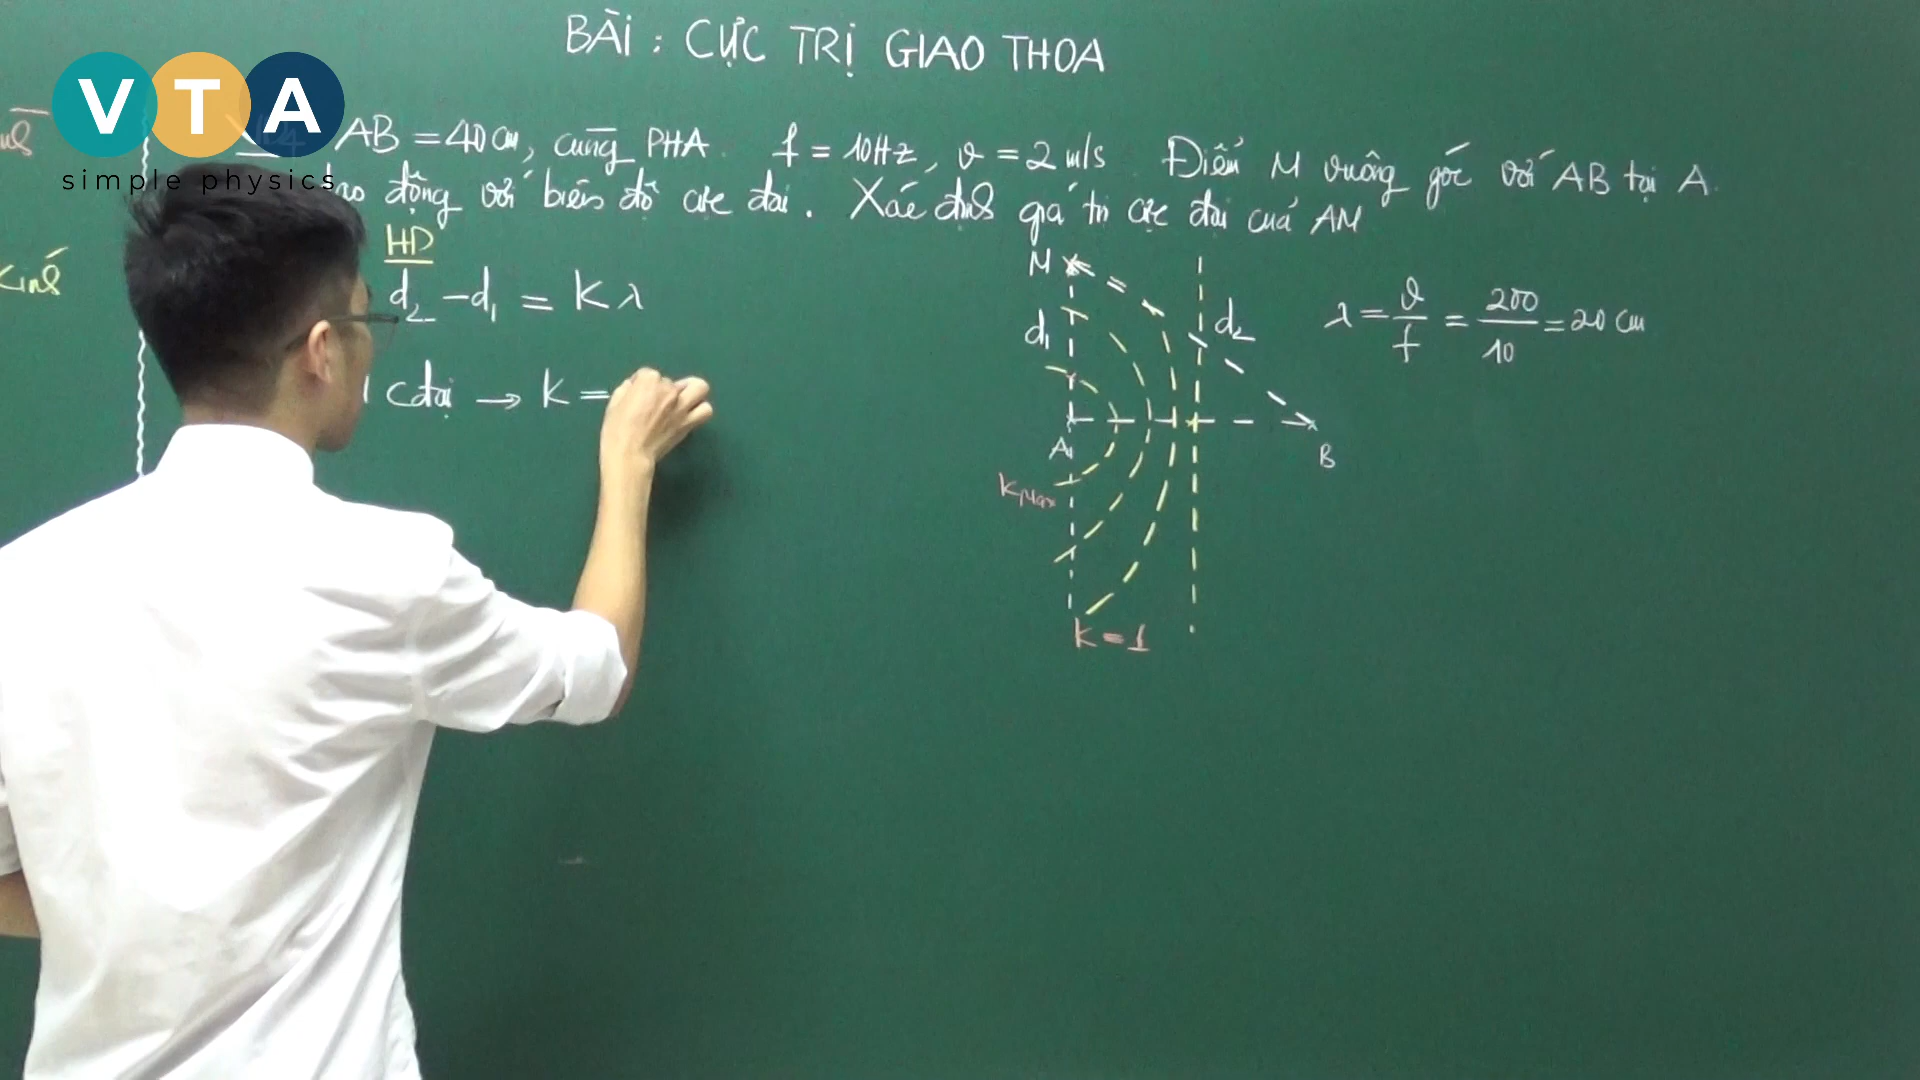 BÀI : CỰC TRỊ GIAO THOA
VTA
simple physics
AB = 40 cm, cùng PHA. f = 10Hz, v = 2 m/s Điểm M vuông góc với AB tại A.
động với biên độ cực đại. Xác định giá trị cực đại của AM
HD
d₂ - d₁ = Kλ
cđại → K =
M
d₁
d₂
A
B
K Max
K = 1
λ = v/f = 200/10 = 20 cm